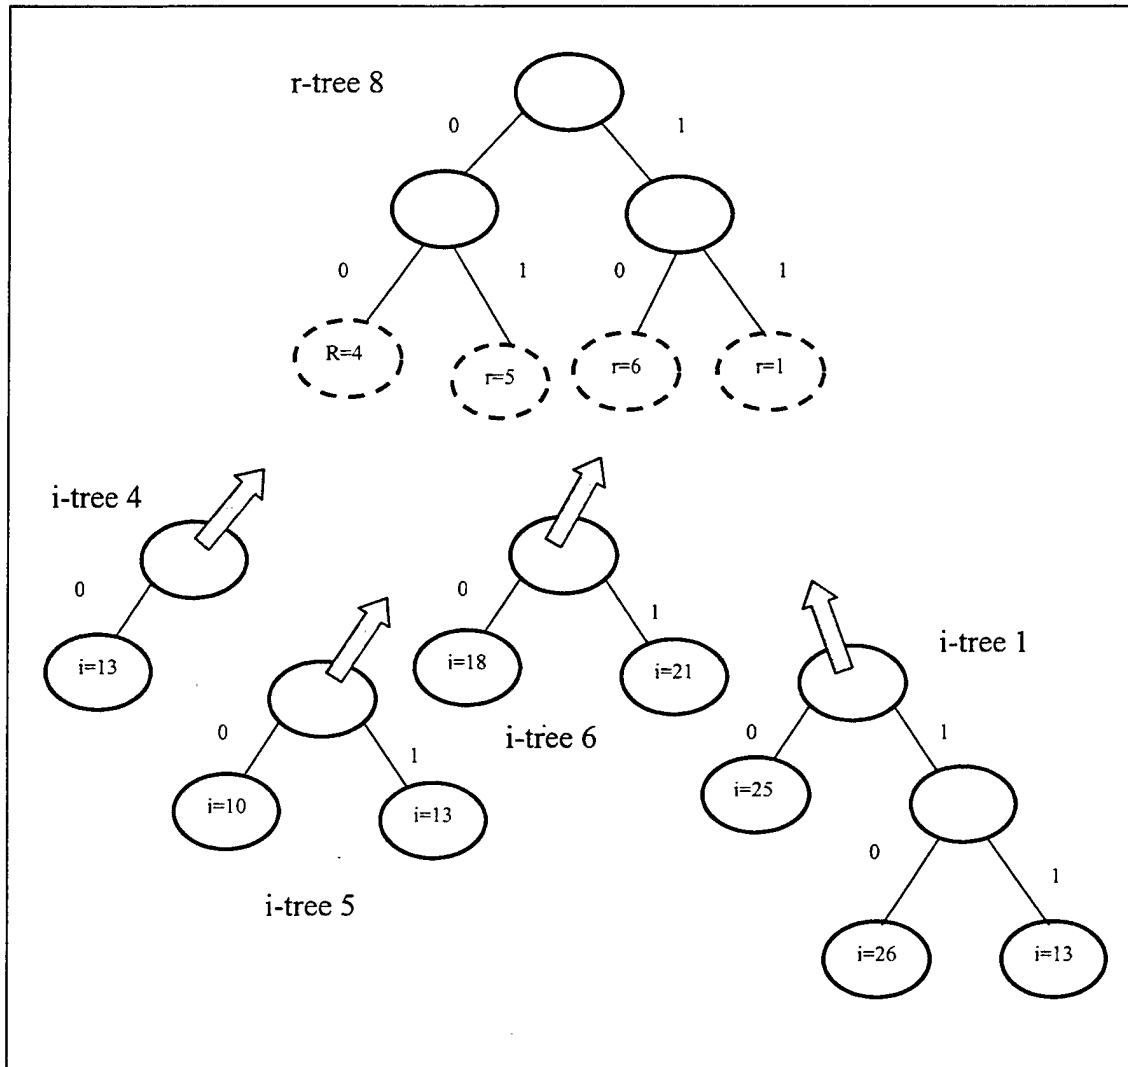 r-tree 8
0
1
0
1
0
1
R=4
r=5
r=6
r=1
i-tree 4
0
i=13
0
1
i=18
i=21
i-tree 6
i-tree 1
0
1
i=10
i=13
i-tree 5
0
1
i=25
0
1
i=26
i=13